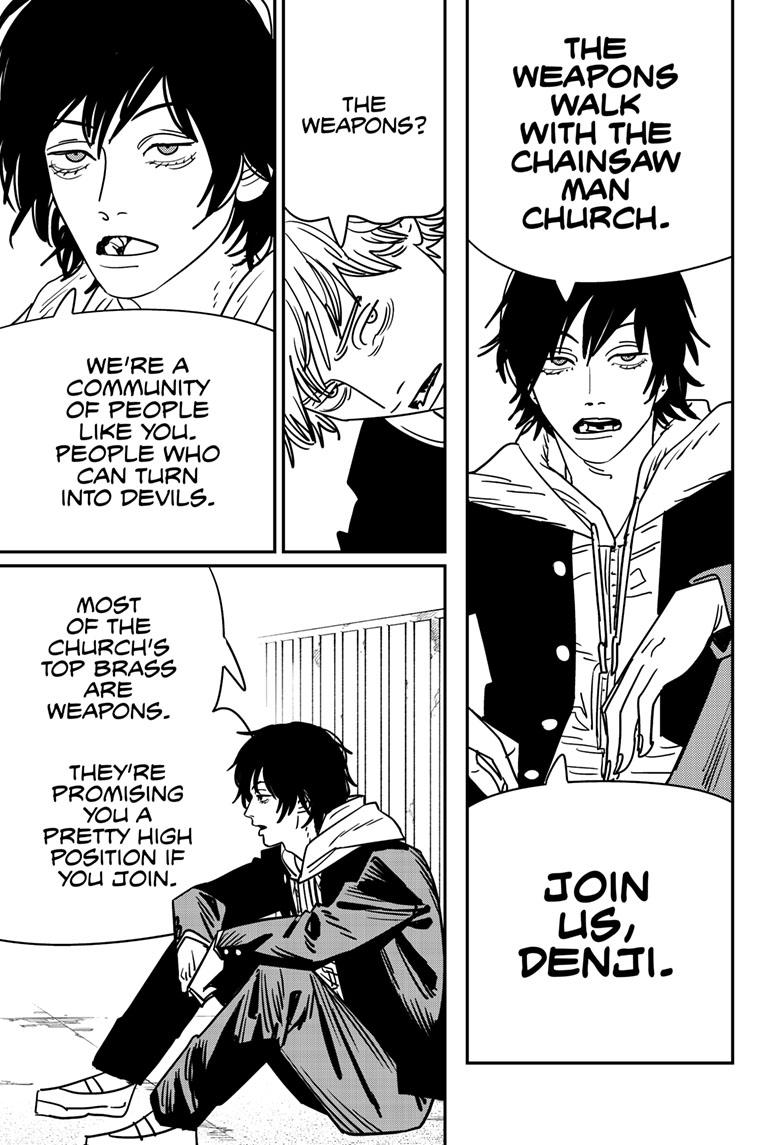 THE
WEAPONS
WALK
WITH THE
CHAINSAW
MAN
CHURCH.
JOIN
US,
DENJI.
THE
WEAPONS?
WE'RE A
COMMUNITY
OF PEOPLE
LIKE YOU.
PEOPLE WHO
CAN TURN
INTO DEVILS.
MOST
OF THE
CHURCH'S
TOP BRASS
ARE
WEAPONS.
THEY'RE
PROMISING
YOU A
PRETTY HIGH
POSITION IF
YOU JOIN.